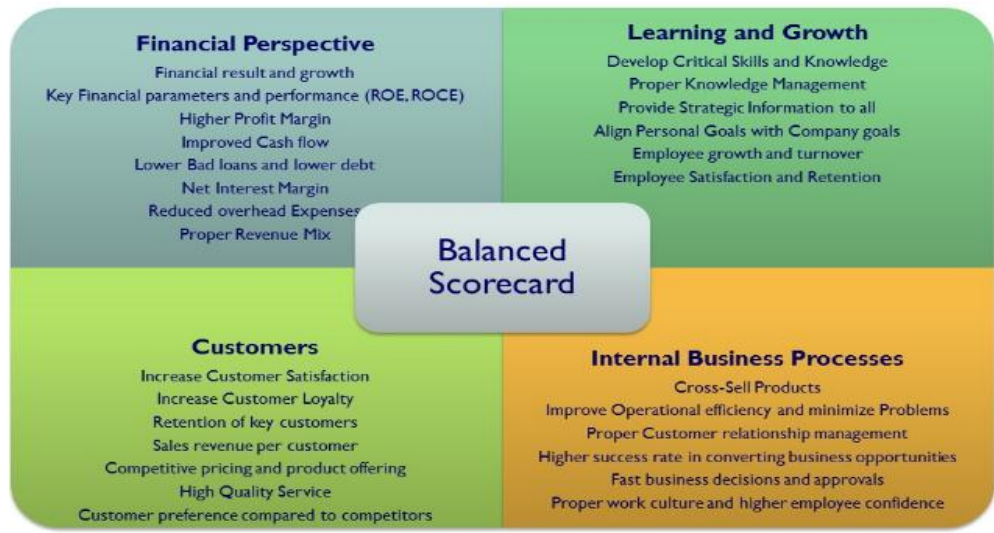 Financial Perspective
Financial result and growth
Key Financial parameters and performance (ROE, ROCE)
Higher Profit Margin
Improved Cash flow
Lower Bad loans and lower debt
Net Interest Margin
Reduced overhead Expenses
Proper Revenue Mix
Learning and Growth
Develop Critical Skills and Knowledge
Proper Knowledge Management
Provide Strategic Information to all
Align Personal Goals with Company goals
Employee growth and turnover
Employee Satisfaction and Retention
Balanced
Scorecard
Customers
Increase Customer Satisfaction
Increase Customer Loyalty
Retention of key customers
Sales revenue per customer
Competitive pricing and product offering
High Quality Service
Customer preference compared to competitors
Internal Business Processes
Cross-Sell Products
Improve Operational efficiency and minimize Problems
Proper Customer relationship management
Higher success rate in converting business opportunities
Fast business decisions and approvals
Proper work culture and higher employee confidence